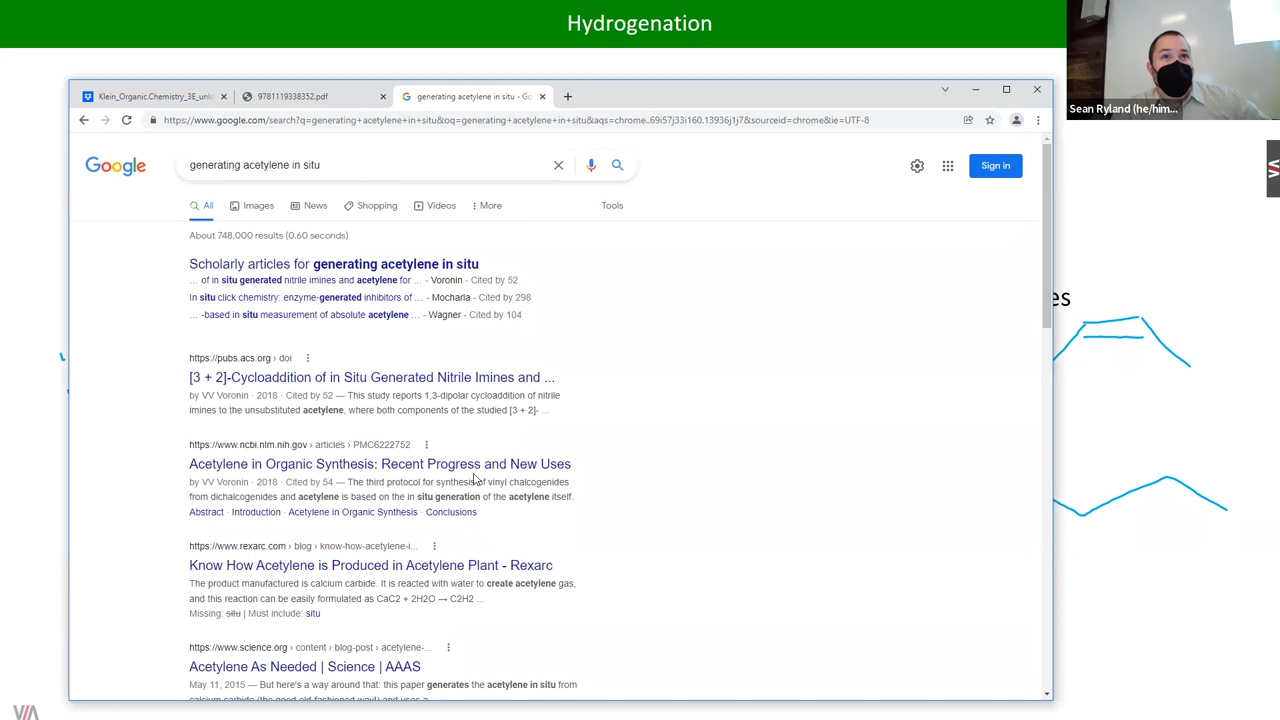 Hydrogenation
Sean Ryland (he/him...
Klein_Organic.Chemistry_3E_unl
9781119338352.pdf
generating acetylene in situ - Go
https://www.google.com/search?q=generating+acetylene+in+situ&oq=generating+acetylene+in+situ&aqs=chrome..69i57j33i160.13936j1j7&sourceid=chrome&ie=UTF-8
Google
generating acetylene in situ
Sign in
All
Images
News
Shopping
Videos
More
Tools
About 748,000 results (0.60 seconds)
Scholarly articles for generating acetylene in situ
... of in situ generated nitrile imines and acetylene for ... - Voronin - Cited by 52
In situ click chemistry: enzyme-generated inhibitors of ... - Mocharla - Cited by 298
... -based in situ measurement of absolute acetylene ... - Wagner - Cited by 104
es
https://pubs.acs.org › doi
[3 + 2]-Cycloaddition of in Situ Generated Nitrile Imines and ...
by VV Voronin · 2018 · Cited by 52 — This study reports 1,3-dipolar cycloaddition of nitrile
imines to the unsubstituted acetylene, where both components of the studied [3 + 2]- ...
https://www.ncbi.nlm.nih.gov › articles › PMC6222752
Acetylene in Organic Synthesis: Recent Progress and New Uses
by VV Voronin · 2018 · Cited by 54 — The third protocol for synthesis of vinyl chalcogenides
from dichalcogenides and acetylene is based on the in situ generation of the acetylene itself.
Abstract · Introduction · Acetylene in Organic Synthesis · Conclusions
https://www.rexarc.com › blog › know-how-acetylene-i...
Know How Acetylene is Produced in Acetylene Plant - Rexarc
The product manufactured is calcium carbide. It is reacted with water to create acetylene gas,
and this reaction can be easily formulated as CaC2 + 2H2O → C2H2 ...
Missing: situ | Must include: situ
https://www.science.org › content › blog-post › acetylene-...
Acetylene As Needed | Science | AAAS
May 11, 2015 — But here's a way around that: this paper generates the acetylene in situ from
calcium carbide (the good old-fashioned way) and uses a
VIA